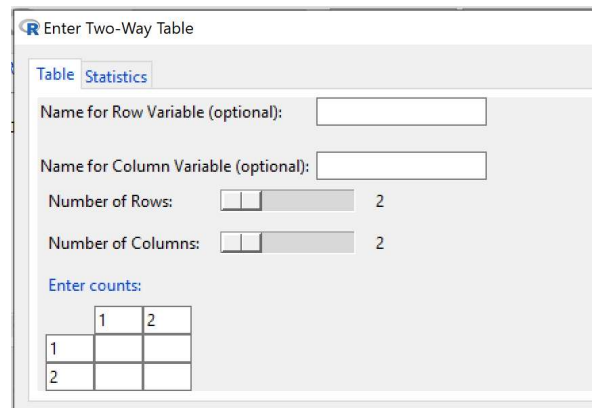 R Enter Two-Way Table
Table Statistics
Name for Row Variable (optional):
Name for Column Variable (optional):
Number of Rows: 2
Number of Columns: 2
Enter counts:
1 2
1
2